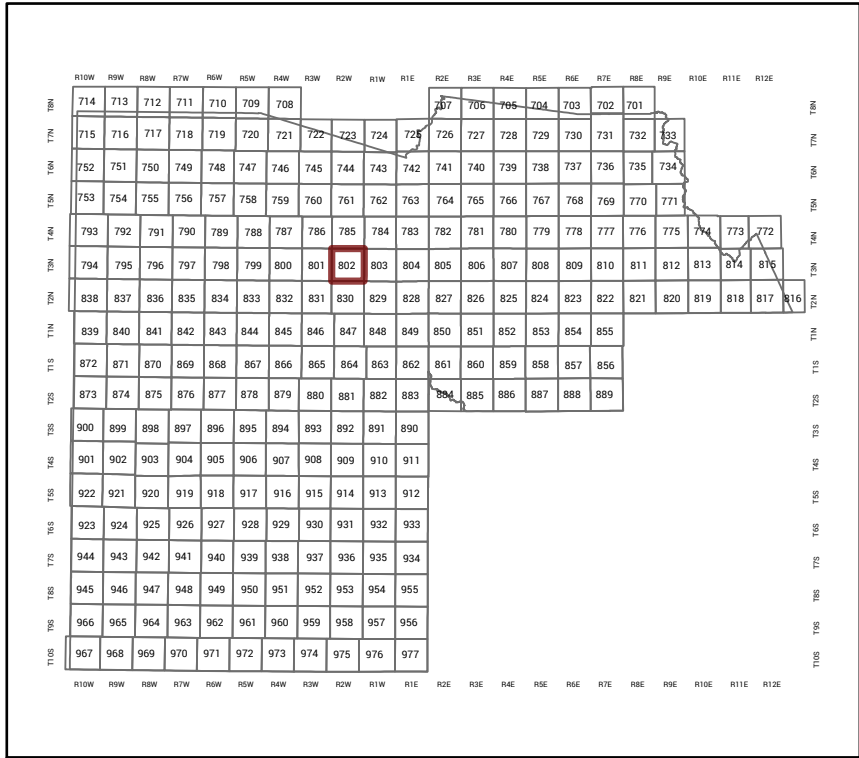 R10W R9W R8W R7W R6W R5W R4W R3W R2W R1W R1E R2E R3E R4E R5E R6E R7E R8E R9E R10E R11E R12E
T8N 714 713 712 711 710 709 708 707 706 705 704 703 702 701 T8N
T7N 715 716 717 718 719 720 721 722 723 724 725 726 727 728 729 730 731 732 733 T7N
T6N 752 751 750 749 748 747 746 745 744 743 742 741 740 739 738 737 736 735 734 T6N
T5N 753 754 755 756 757 758 759 760 761 762 763 764 765 766 767 768 769 770 771 T5N
T4N 793 792 791 790 789 788 787 786 785 784 783 782 781 780 779 778 777 776 775 774 773 772 T4N
T3N 794 795 796 797 798 799 800 801 802 803 804 805 806 807 808 809 810 811 812 813 814 815 T3N
T2N 838 837 836 835 834 833 832 831 830 829 828 827 826 825 824 823 822 821 820 819 818 817 816 T2N
T1N 839 840 841 842 843 844 845 846 847 848 849 850 851 852 853 854 855 T1N
T1S 872 871 870 869 868 867 866 865 864 863 862 861 860 859 858 857 856 T1S
T2S 873 874 875 876 877 878 879 880 881 882 883 884 885 886 887 888 889 T2S
T3S 900 899 898 897 896 895 894 893 892 891 890 T3S
T4S 901 902 903 904 905 906 907 908 909 910 911 T4S
T5S 922 921 920 919 918 917 916 915 914 913 912 T5S
T6S 923 924 925 926 927 928 929 930 931 932 933 T6S
T7S 944 943 942 941 940 939 938 937 936 935 934 T7S
T8S 945 946 947 948 949 950 951 952 953 954 955 T8S
T9S 966 965 964 963 962 961 960 959 958 957 956 T9S
T10S 967 968 969 970 971 972 973 974 975 976 977 T10S
R10W R9W R8W R7W R6W R5W R4W R3W R2W R1W R1E R2E R3E R4E R5E R6E R7E R8E R9E R10E R11E R12E